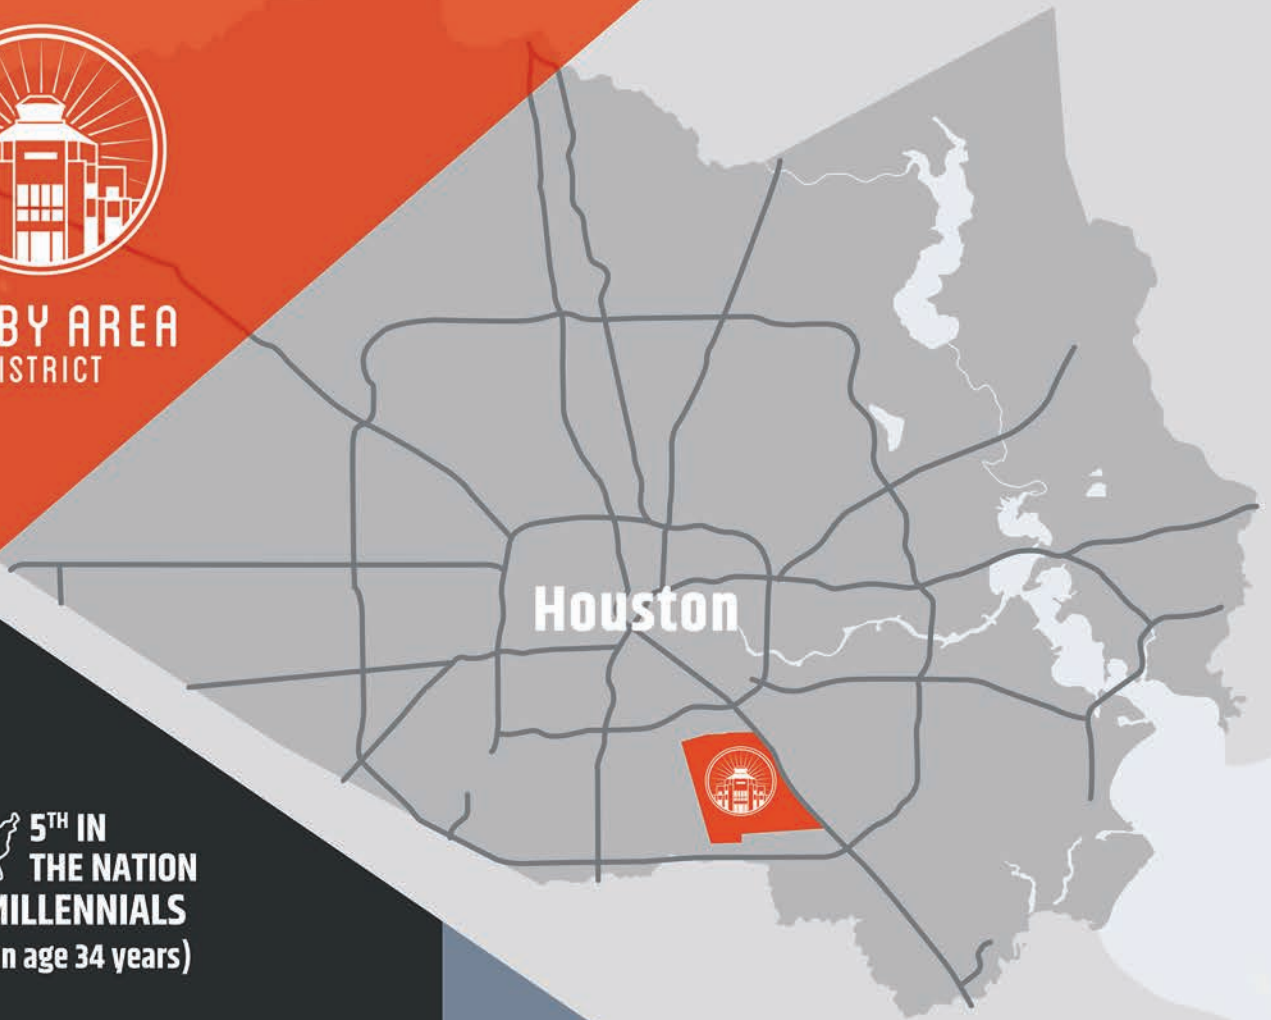 BY AREA
ISTRICT
Houston
5TH IN
THE NATION
MILLENNIALS
n age 34 years)